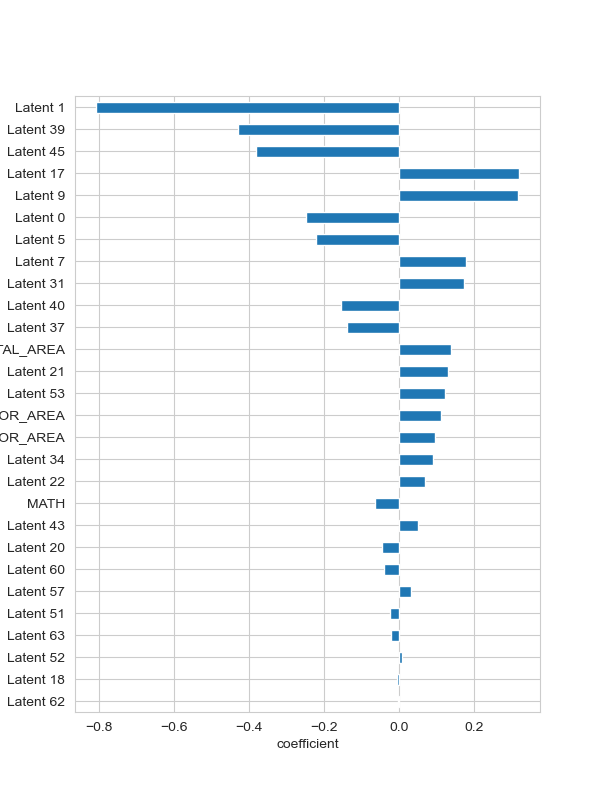 Latent 1
Latent 39
Latent 45
Latent 17
Latent 9
Latent 0
Latent 5
Latent 7
Latent 31
Latent 40
Latent 37
TAL_AREA
Latent 21
Latent 53
OR_AREA
OR_AREA
Latent 34
Latent 22
MATH
Latent 43
Latent 20
Latent 60
Latent 57
Latent 51
Latent 63
Latent 52
Latent 18
Latent 62
−0.8 −0.6 −0.4 −0.2 0.0 0.2
coefficient